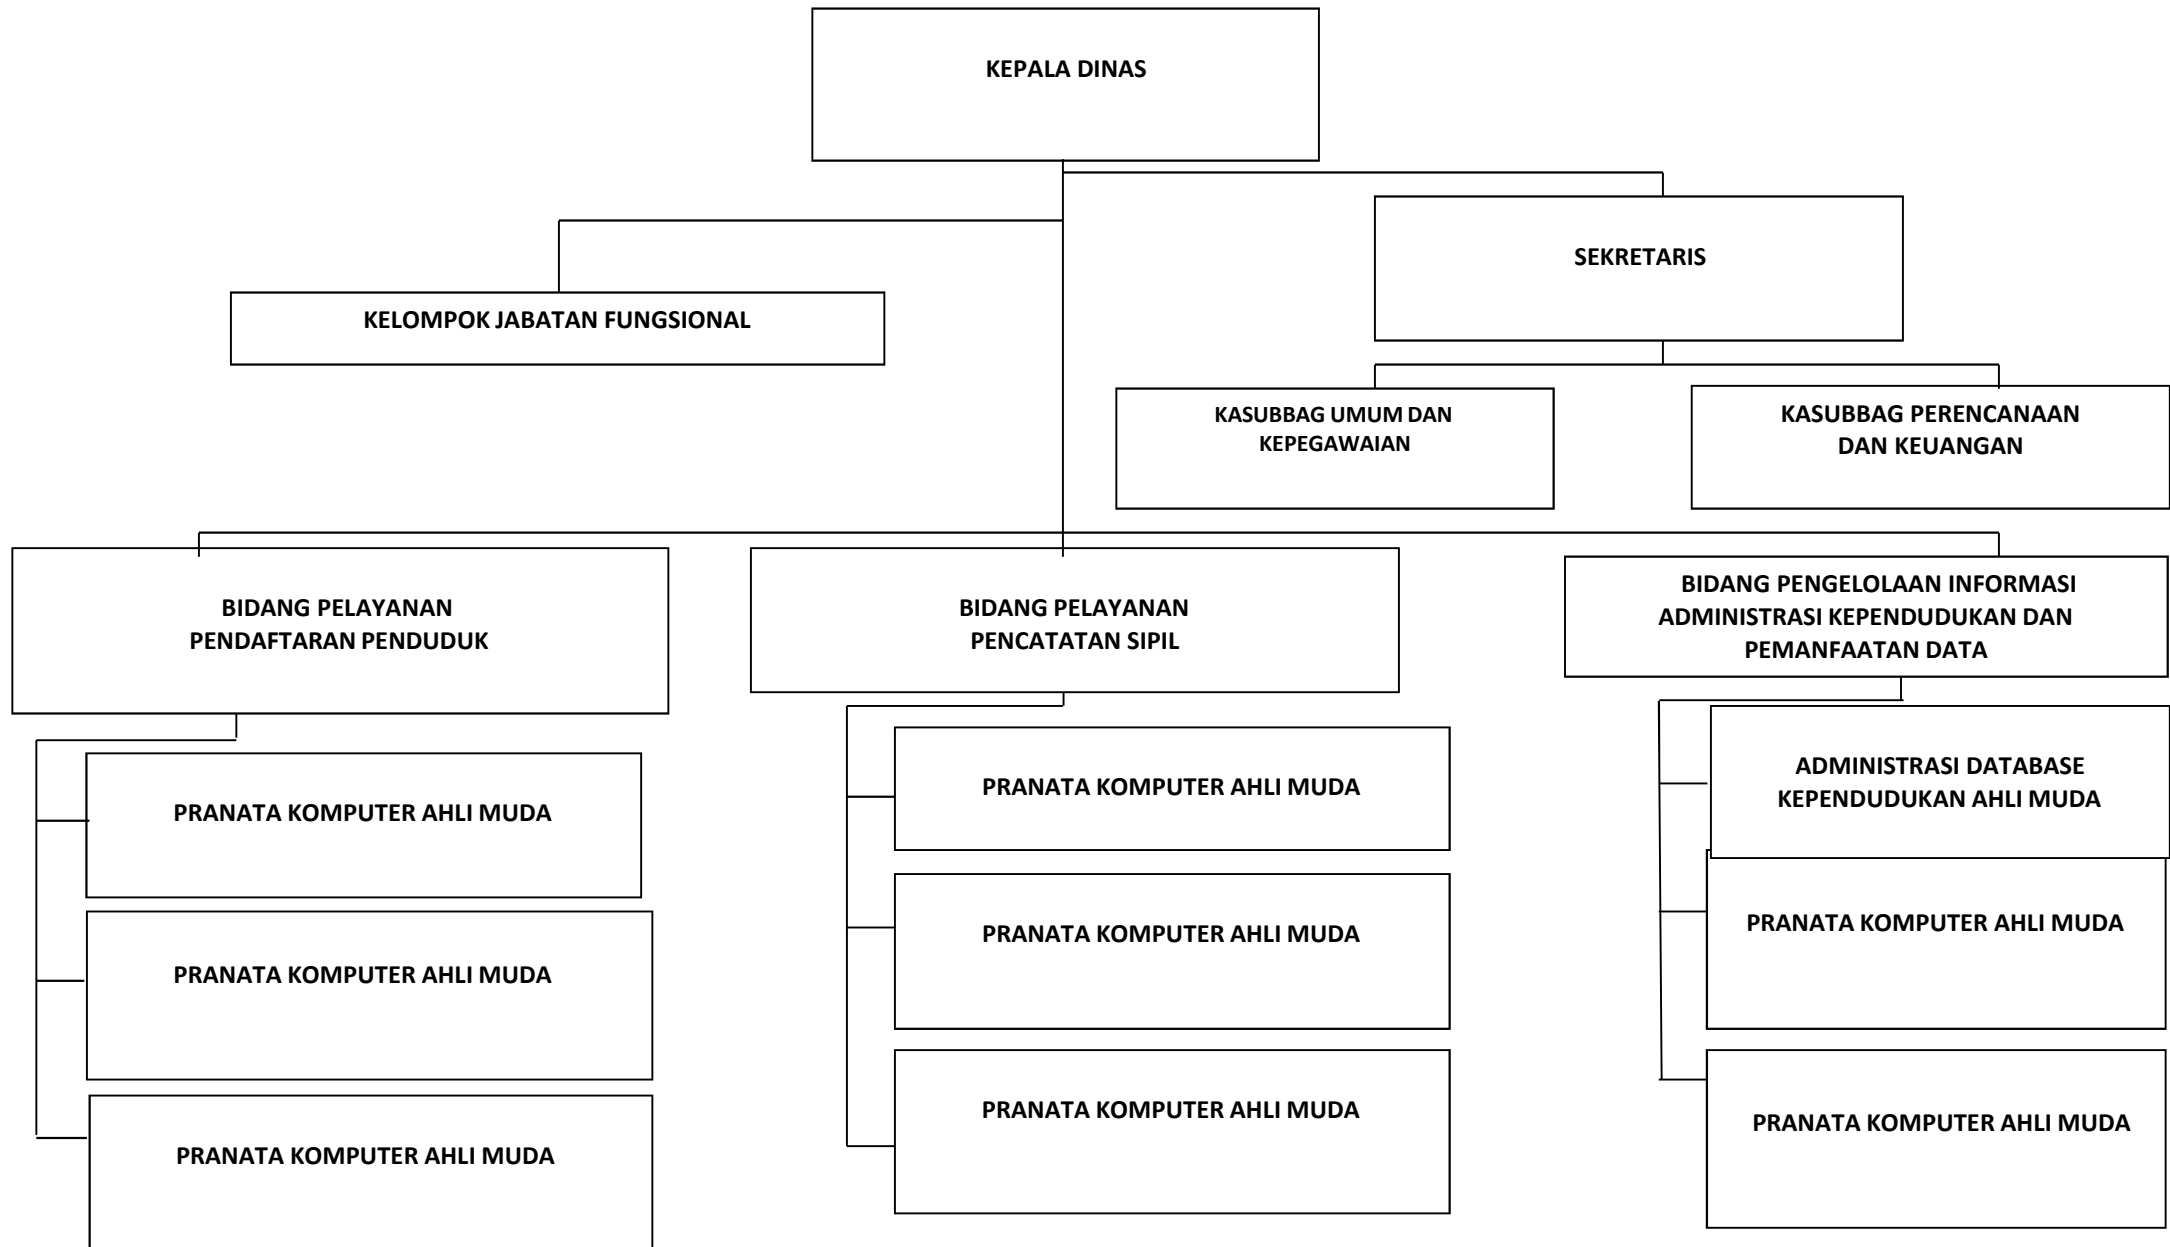 KEPALA DINAS
SEKRETARIS
KELOMPOK JABATAN FUNGSIONAL
KASUBBAG UMUM DAN
KEPEGAWAIAN
KASUBBAG PERENCANAAN
DAN KEUANGAN
BIDANG PELAYANAN
PENDAFTARAN PENDUDUK
BIDANG PELAYANAN
PENCATATAN SIPIL
BIDANG PENGELOLAAN INFORMASI
ADMINISTRASI KEPENDUDUKAN DAN
PEMANFAATAN DATA
PRANATA KOMPUTER AHLI MUDA
PRANATA KOMPUTER AHLI MUDA
PRANATA KOMPUTER AHLI MUDA
PRANATA KOMPUTER AHLI MUDA
PRANATA KOMPUTER AHLI MUDA
PRANATA KOMPUTER AHLI MUDA
ADMINISTRASI DATABASE
KEPENDUDUKAN AHLI MUDA
PRANATA KOMPUTER AHLI MUDA
PRANATA KOMPUTER AHLI MUDA